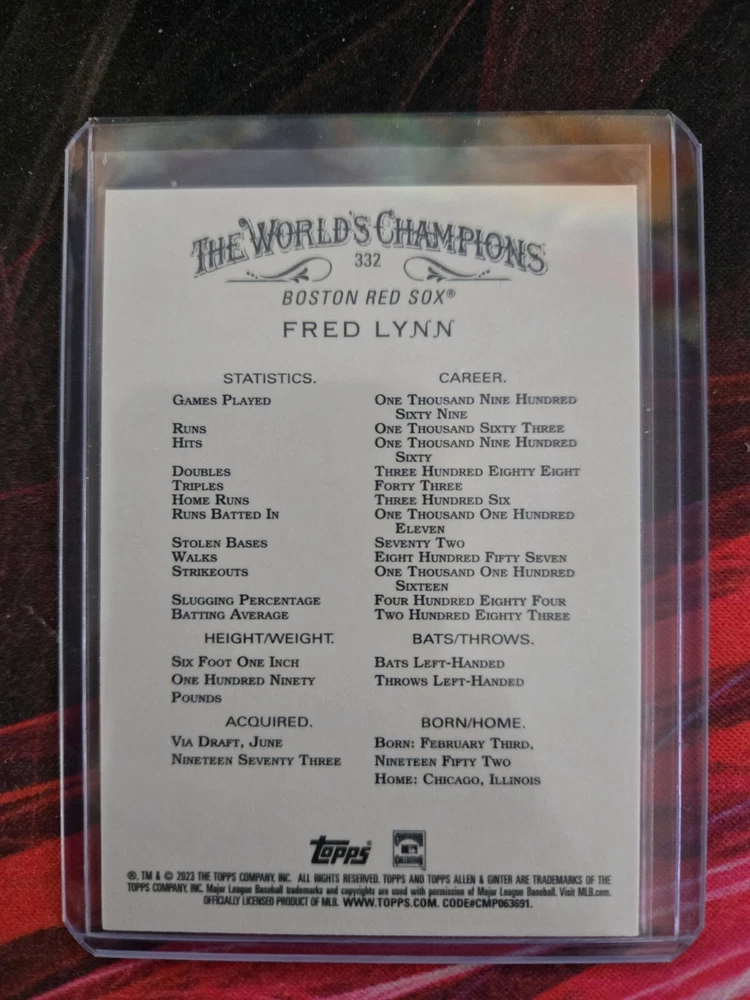 THE WORLD'S CHAMPIONS
332
BOSTON RED SOX®
FRED LYNN
STATISTICS. CAREER.
GAMES PLAYED ONE THOUSAND NINE HUNDRED
SIXTY NINE
RUNS ONE THOUSAND SIXTY THREE
HITS ONE THOUSAND NINE HUNDRED
SIXTY
DOUBLES THREE HUNDRED EIGHTY EIGHT
TRIPLES FORTY THREE
HOME RUNS THREE HUNDRED SIX
RUNS BATTED IN ONE THOUSAND ONE HUNDRED
ELEVEN
STOLEN BASES SEVENTY TWO
WALKS EIGHT HUNDRED FIFTY SEVEN
STRIKEOUTS ONE THOUSAND ONE HUNDRED
SIXTEEN
SLUGGING PERCENTAGE FOUR HUNDRED EIGHTY FOUR
BATTING AVERAGE TWO HUNDRED EIGHTY THREE
HEIGHT/WEIGHT. BATS/THROWS.
SIX FOOT ONE INCH BATS LEFT-HANDED
ONE HUNDRED NINETY THROWS LEFT-HANDED
POUNDS
ACQUIRED. BORN/HOME.
VIA DRAFT, JUNE BORN: FEBRUARY THIRD,
NINETEEN SEVENTY THREE NINETEEN FIFTY TWO
HOME: CHICAGO, ILLINOIS
topps
®, TM & © 2023 THE TOPPS COMPANY, INC. ALL RIGHTS RESERVED. TOPPS AND TOPPS ALLEN & GINTER ARE TRADEMARKS OF THE
TOPPS COMPANY, INC. Major League Baseball trademarks and copyrights are used with permission of Major League Baseball. Visit MLB.com.
OFFICIALLY LICENSED PRODUCT OF MLB. WWW.TOPPS.COM. CODE#CMP063691.